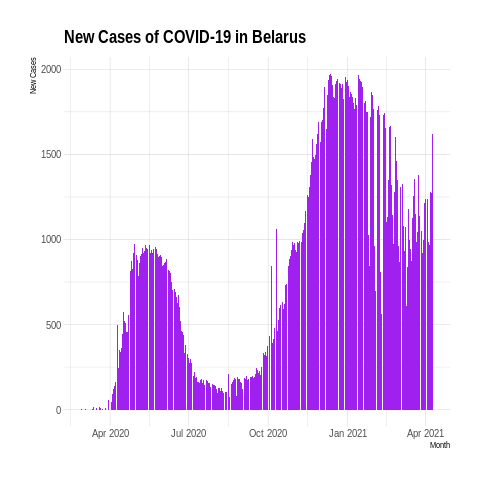 New Cases of COVID-19 in Belarus
New Cases
2000
1500
1000
500
0
Apr 2020 Jul 2020 Oct 2020 Jan 2021 Apr 2021
Month